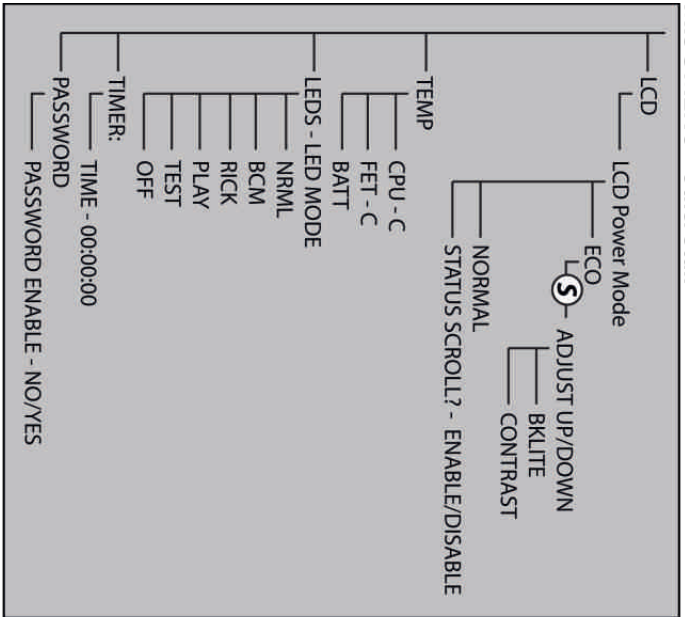 LCD
LCD Power Mode
ECO
S ADJUST UP/DOWN
BKLITE
CONTRAST
NORMAL
STATUS SCROLL? - ENABLE/DISABLE
TEMP
CPU - C
FET - C
BATT
LEDS - LED MODE
NRML
BCM
RICK
PLAY
TEST
OFF
TIMER:
TIME - 00:00:00
PASSWORD
PASSWORD ENABLE - NO/YES